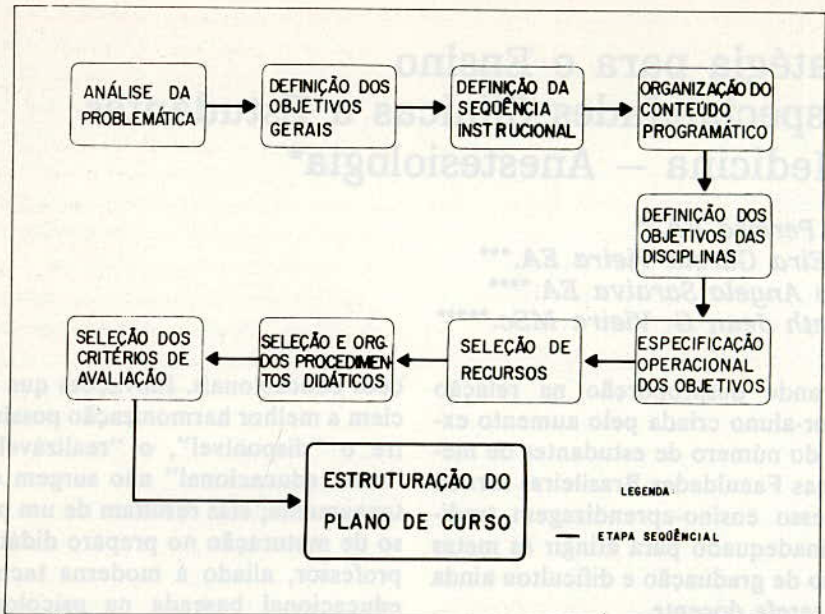 ANÁLISE DA
PROBLEMÁTICA
DEFINIÇÃO DOS
OBJETIVOS
GERAIS
DEFINIÇÃO DA
SEQÜÊNCIA
INSTRUCIONAL
ORGANIZAÇÃO DO
CONTEÚDO
PROGRAMÁTICO
DEFINIÇÃO DOS
OBJETIVOS DAS
DISCIPLINAS
ESPECIFICAÇÃO
OPERACIONAL
DOS OBJETIVOS
SELEÇÃO DE
RECURSOS
SELEÇÃO E ORG
DOS PROCEDIMEN-
TOS DIDÁTICOS
SELEÇÃO DOS
CRITÉRIOS DE
AVALIAÇÃO
ESTRUTURAÇÃO DO
PLANO DE CURSO
LEGENDA:
— ETAPA SEQÜENCIAL